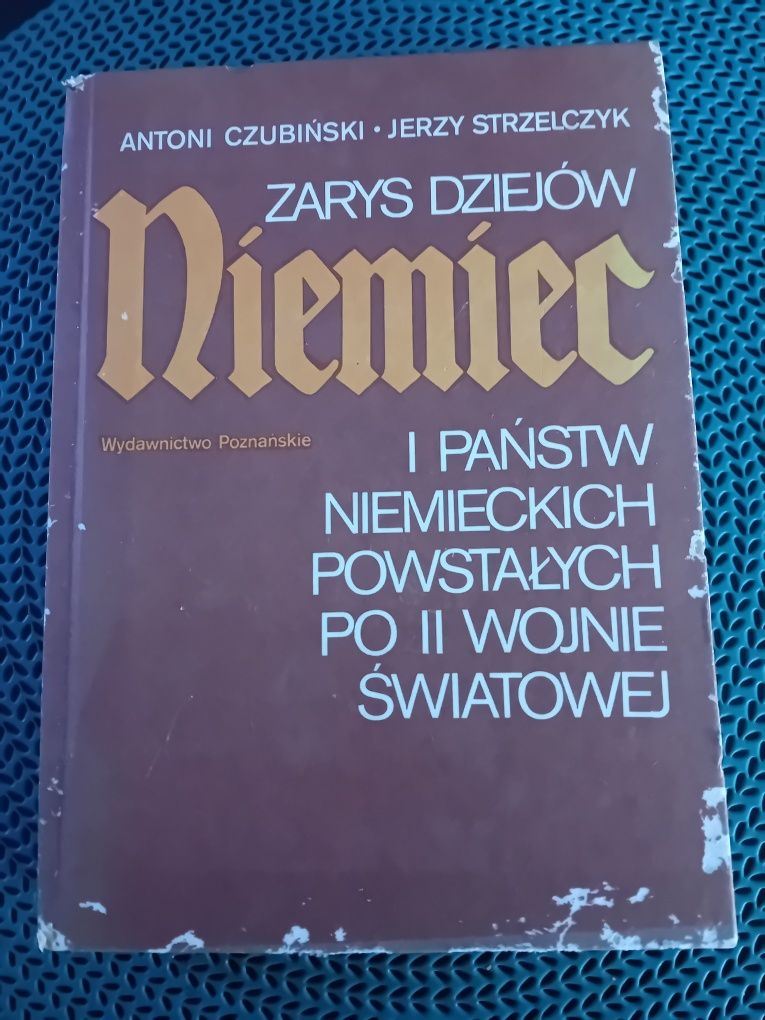 ANTONI CZUBIŃSKI • JERZY STRZELCZYK
ZARYS DZIEJÓW
Niemiec
Wydawnictwo Poznańskie
I PAŃSTW
NIEMIECKICH
POWSTAŁYCH
PO II WOJNIE
ŚWIATOWEJ